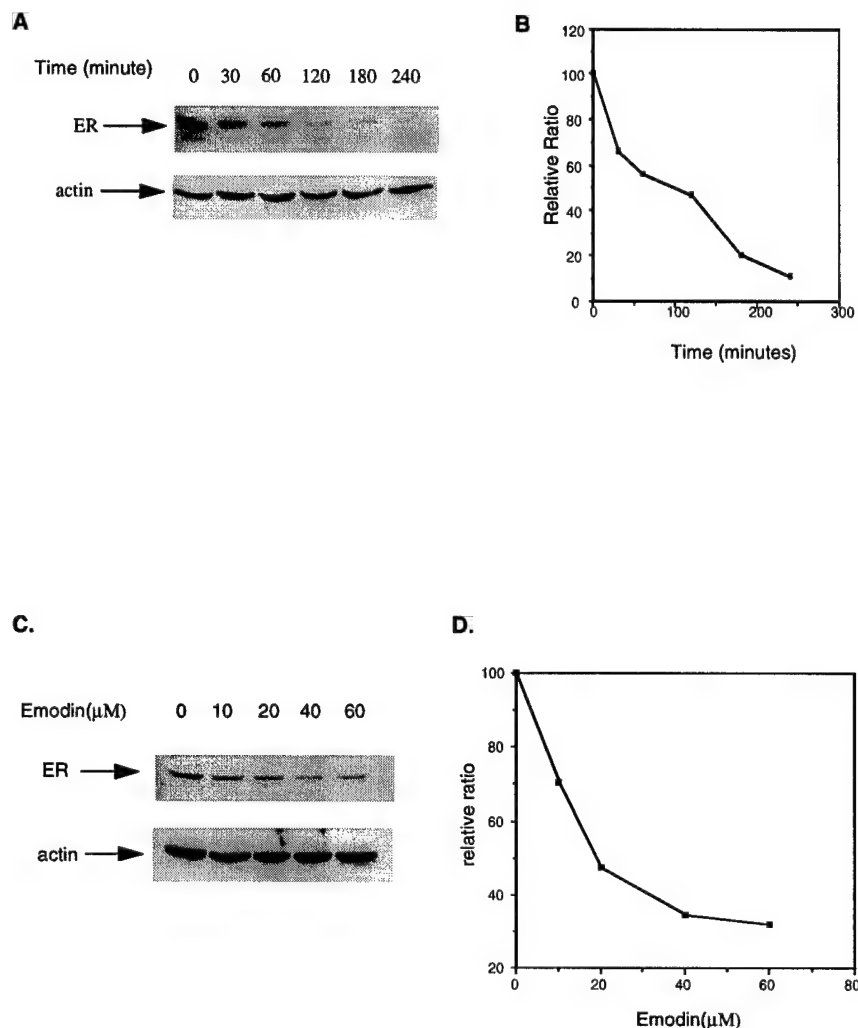 A
Time (minute) 0 30 60 120 180 240
ER
actin
B
120
100
80
60
40
20
0
Relative Ratio
0 100 200 300
Time (minutes)
C.
Emodin(μM) 0 10 20 40 60
ER
actin
D.
100
80
60
40
20
relative ratio
0 20 40 60 80
Emodin(μM)